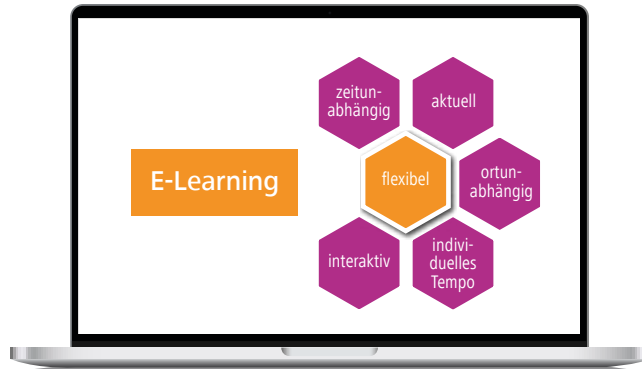 zeitun-
abhängig
aktuell
E-Learning
flexibel
ortun-
abhängig
interaktiv
indivi-
duelles
Tempo